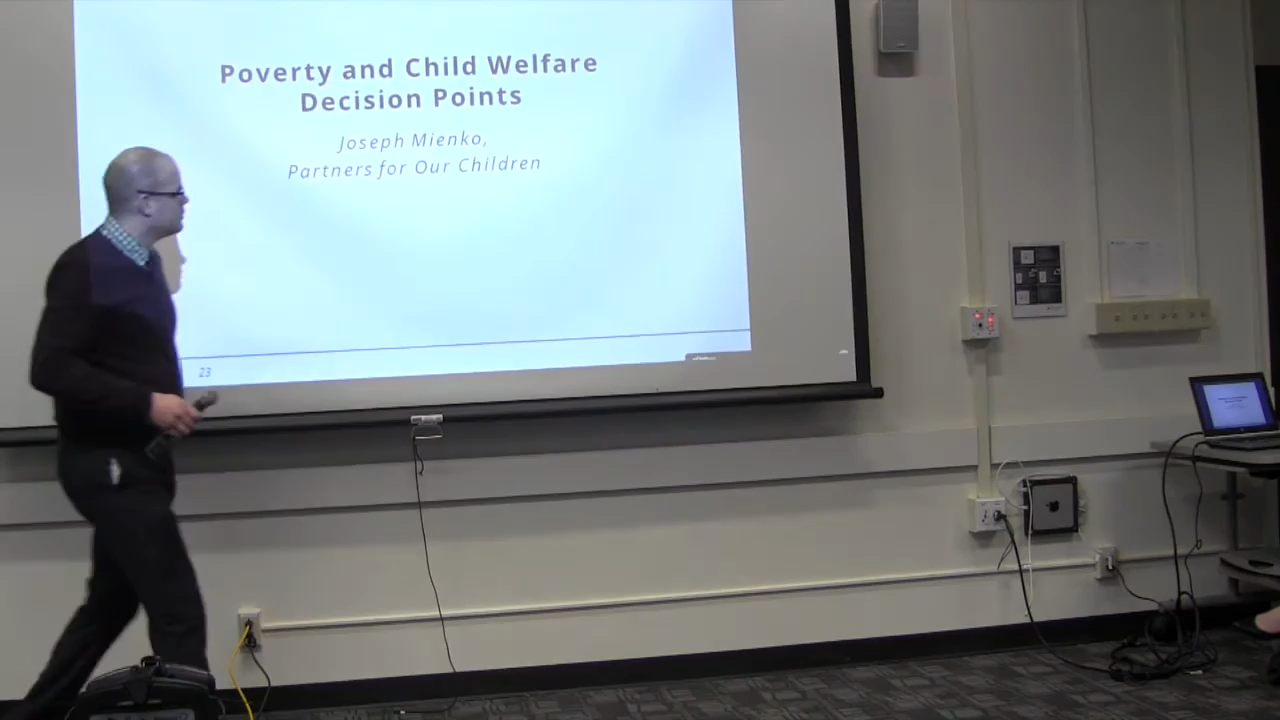 Poverty and Child Welfare
Decision Points
Joseph Mienko,
Partners for Our Children
23